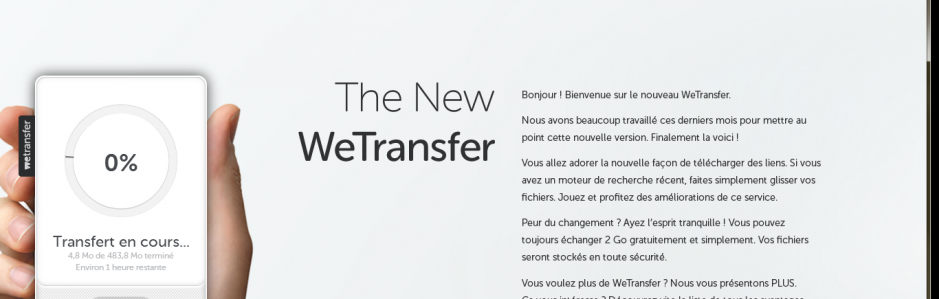 wetransfer
0%
Transfert en cours...
4,8 Mo de 483,8 Mo terminé
Environ 1 heure restante
The New
WeTransfer
Bonjour ! Bienvenue sur le nouveau WeTransfer.
Nous avons beaucoup travaillé ces derniers mois pour mettre au
point cette nouvelle version. Finalement la voici !
Vous allez adorer la nouvelle façon de télécharger des liens. Si vous
avez un moteur de recherche récent, faites simplement glisser vos
fichiers. Jouez et profitez des améliorations de ce service.
Peur du changement ? Ayez l'esprit tranquille ! Vous pouvez
toujours échanger 2 Go gratuitement et simplement. Vos fichiers
seront stockés en toute sécurité.
Vous voulez plus de WeTransfer ? Nous vous présentons PLUS.